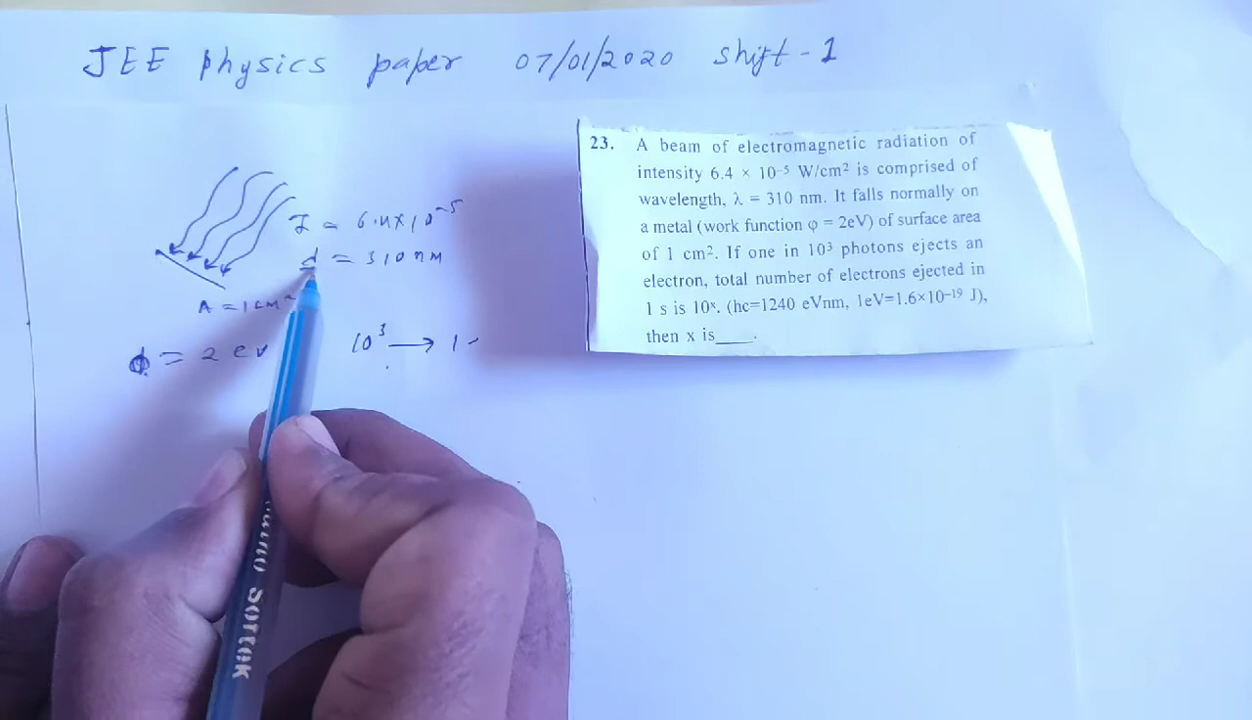 JEE physics paper 07/01/2020 shift-1
I = 6.4×10⁻⁵
d = 310 nm
A = 1 cm²
ϕ = 2 ev
10³ → 1
23. A beam of electromagnetic radiation of
intensity 6.4 × 10⁻⁵ W/cm² is comprised of
wavelength, λ = 310 nm. It falls normally on
a metal (work function φ = 2eV) of surface area
of 1 cm². If one in 10³ photons ejects an
electron, total number of electrons ejected in
1 s is 10ˣ. (hc=1240 eVnm, 1eV=1.6×10⁻¹⁹ J),
then x is____.